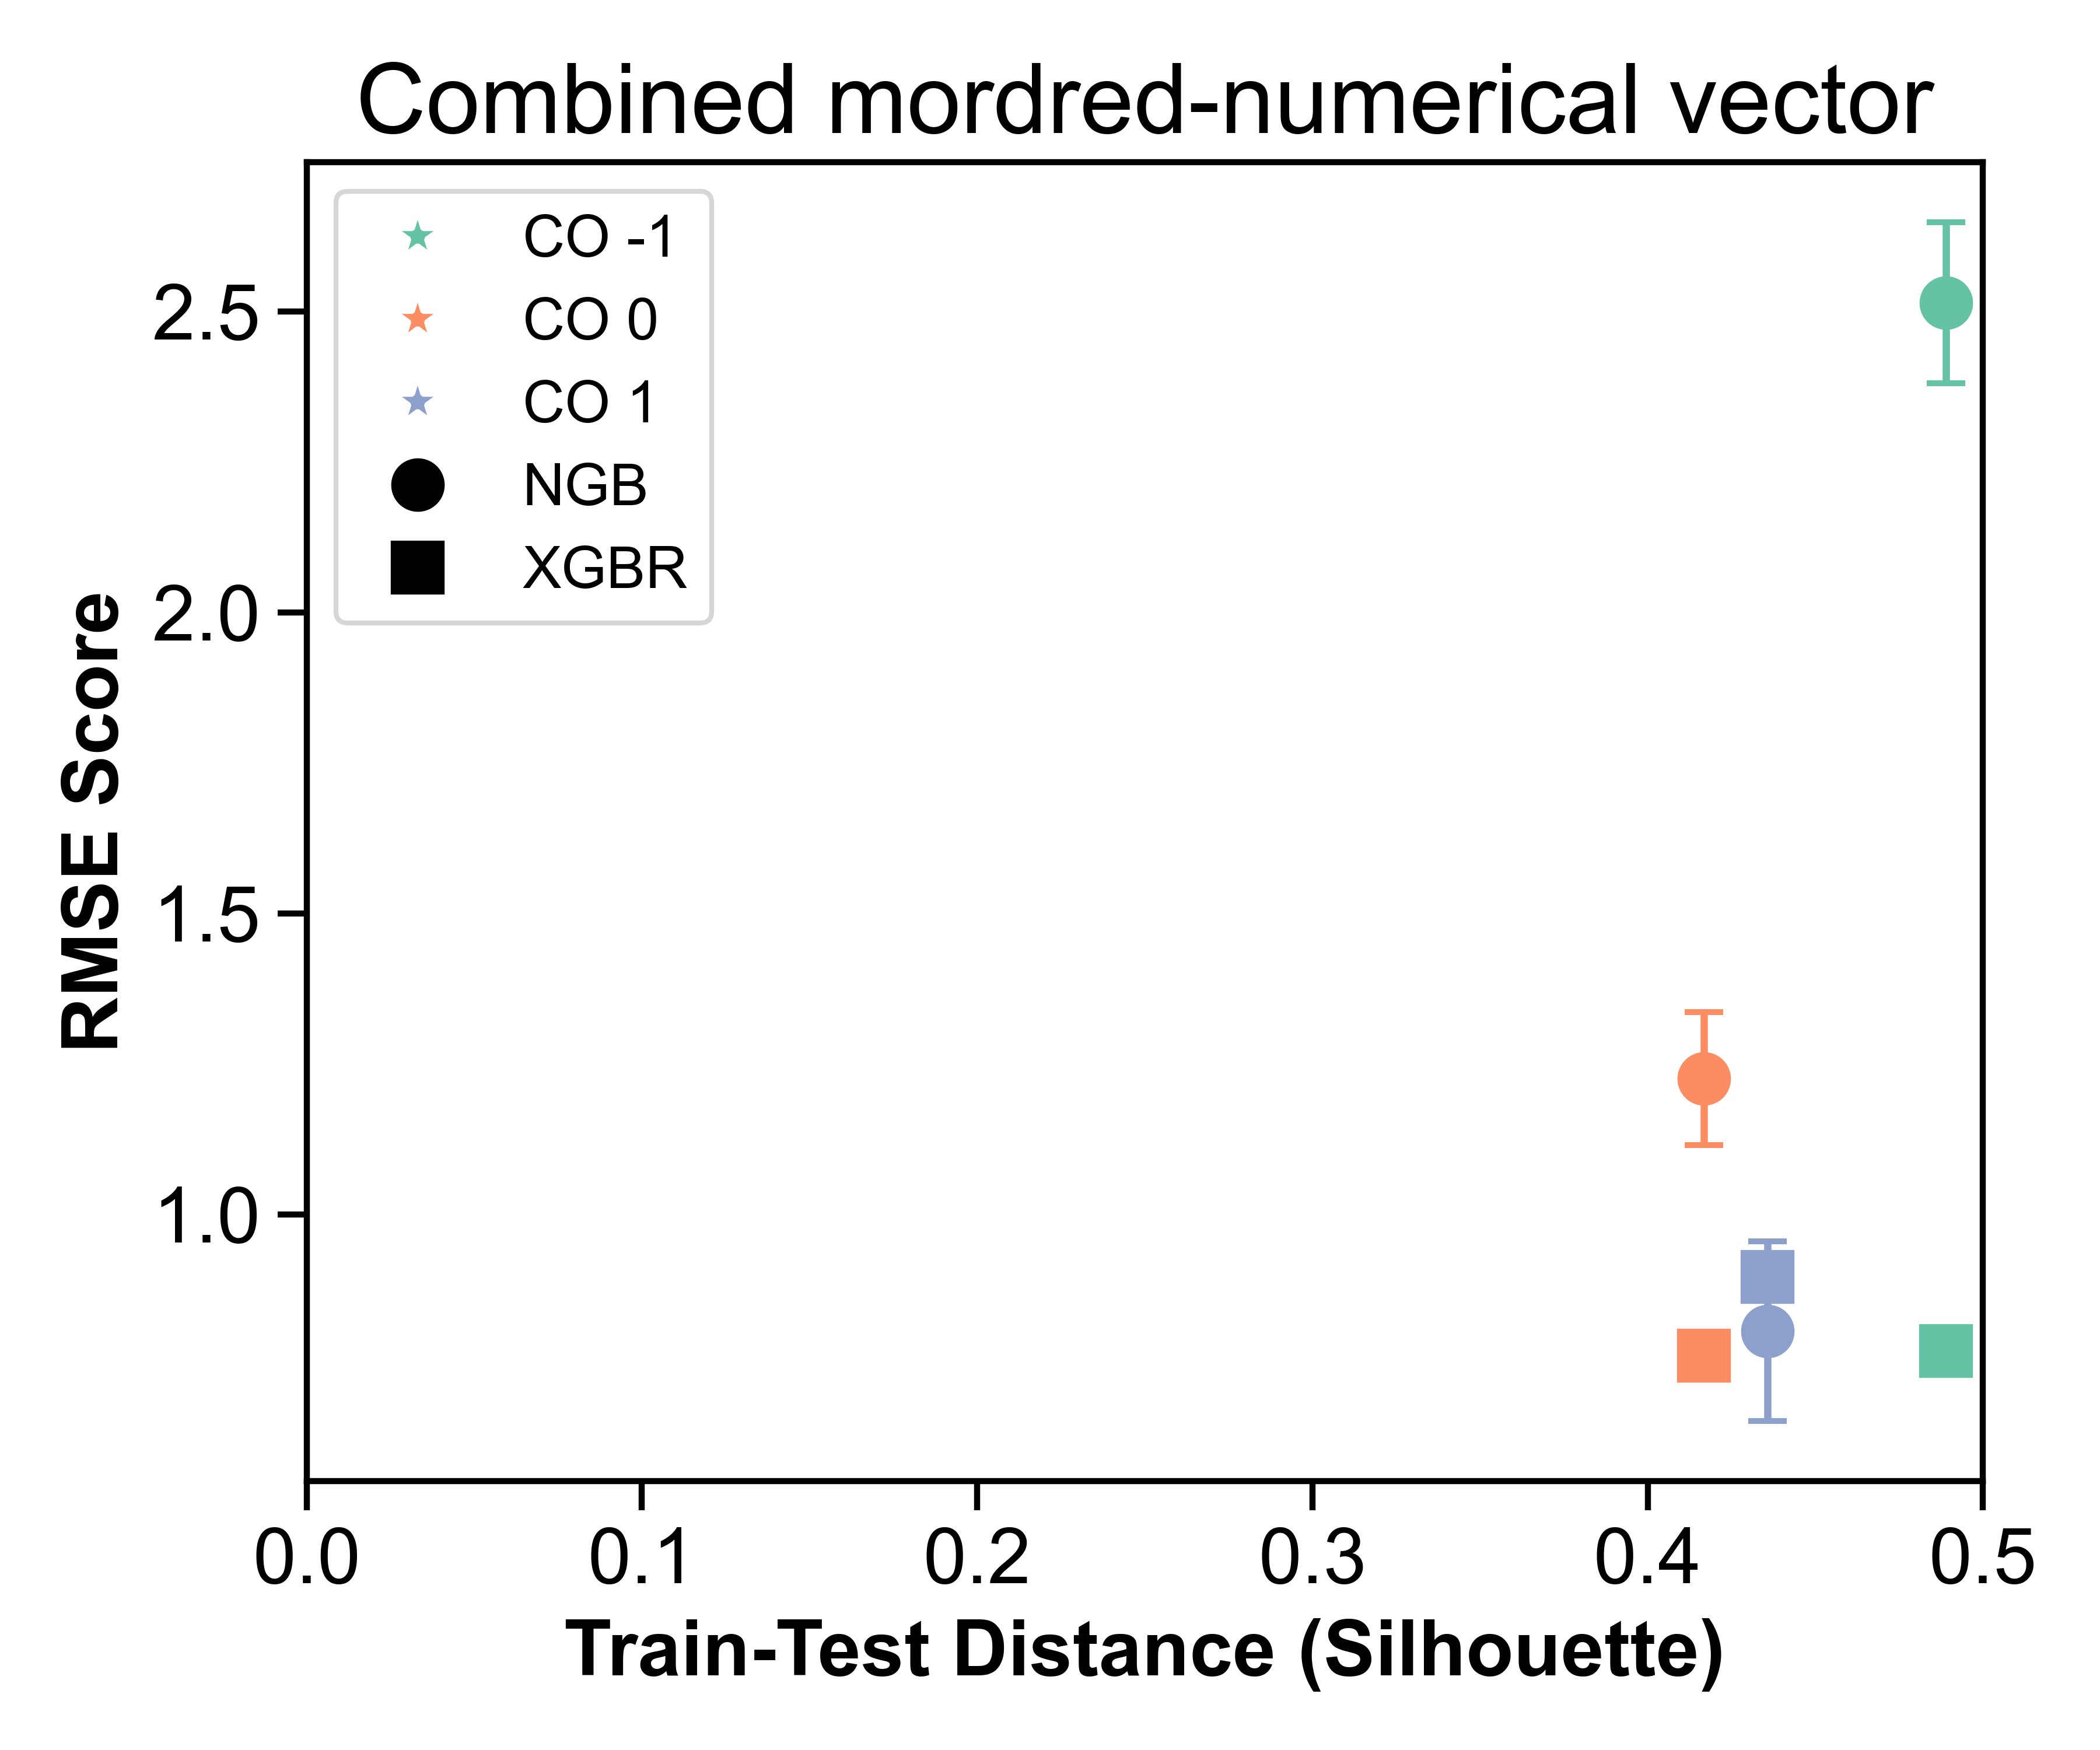 Combined mordred-numerical vector
CO -1
CO 0
CO 1
NGB
XGBR
RMSE Score
2.5
2.0
1.5
1.0
0.0 0.1 0.2 0.3 0.4 0.5
Train-Test Distance (Silhouette)